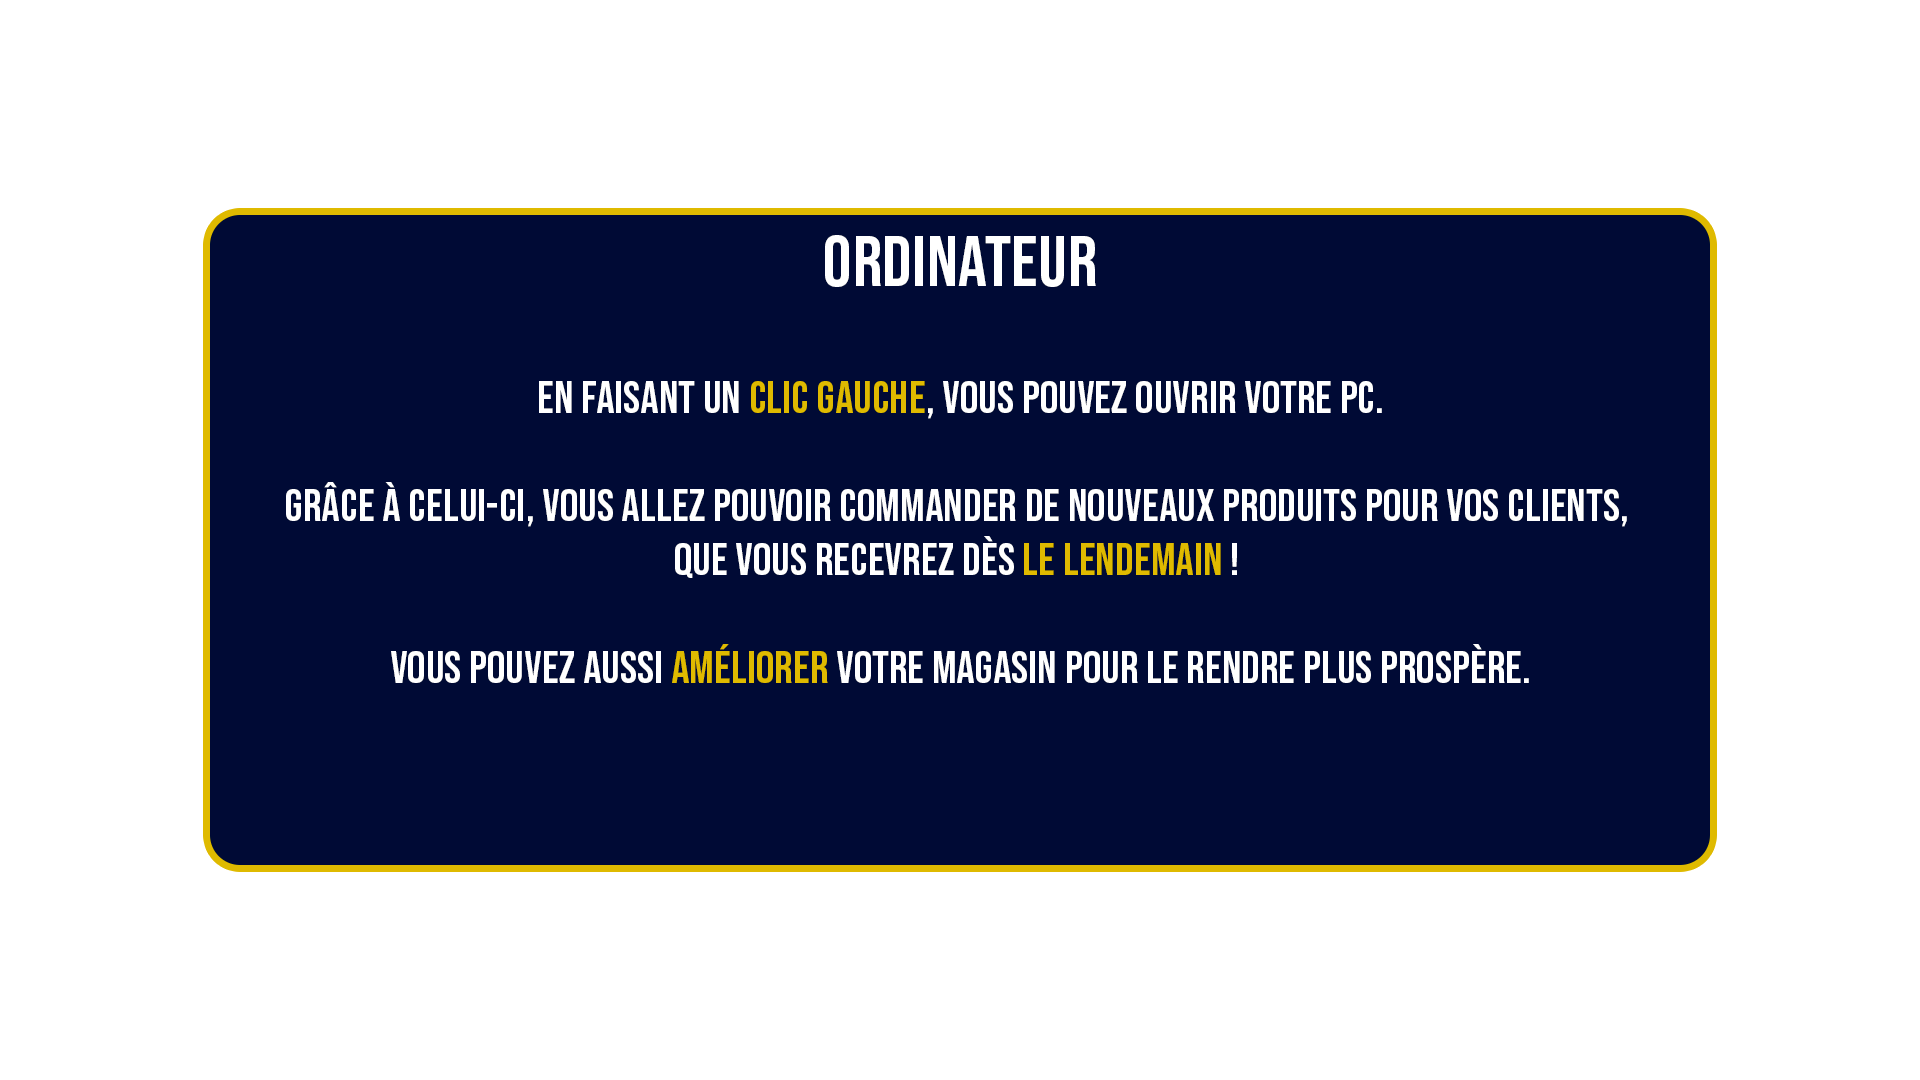 ORDINATEUR
EN FAISANT UN CLIC GAUCHE, VOUS POUVEZ OUVRIR VOTRE PC.
GRÂCE À CELUI-CI, VOUS ALLEZ POUVOIR COMMANDER DE NOUVEAUX PRODUITS POUR VOS CLIENTS,
QUE VOUS RECEVREZ DÈS LE LENDEMAIN !
VOUS POUVEZ AUSSI AMÉLIORER VOTRE MAGASIN POUR LE RENDRE PLUS PROSPÈRE.